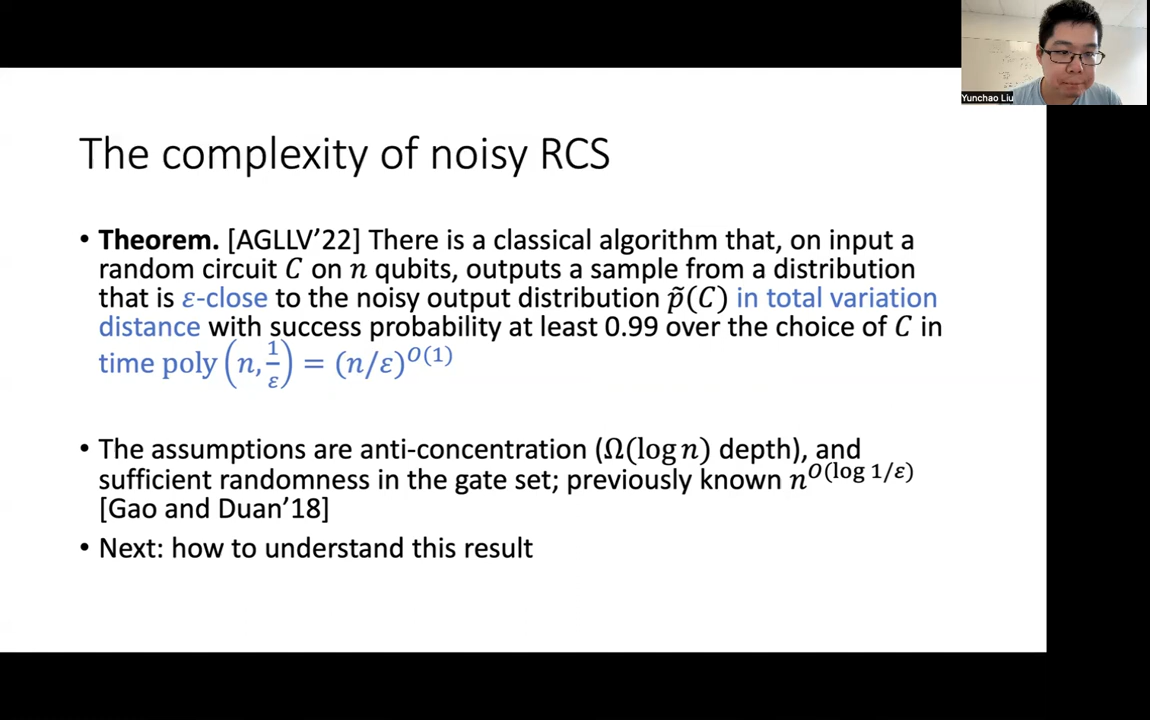 Yunchao Liu
The complexity of noisy RCS
• Theorem. [AGLLV'22] There is a classical algorithm that, on input a
random circuit C on n qubits, outputs a sample from a distribution
that is ε-close to the noisy output distribution p̃(C) in total variation
distance with success probability at least 0.99 over the choice of C in
time poly(n, 1/ε) = (n/ε)^O(1)
• The assumptions are anti-concentration (Ω(log n) depth), and
sufficient randomness in the gate set; previously known n^O(log 1/ε)
[Gao and Duan'18]
• Next: how to understand this result